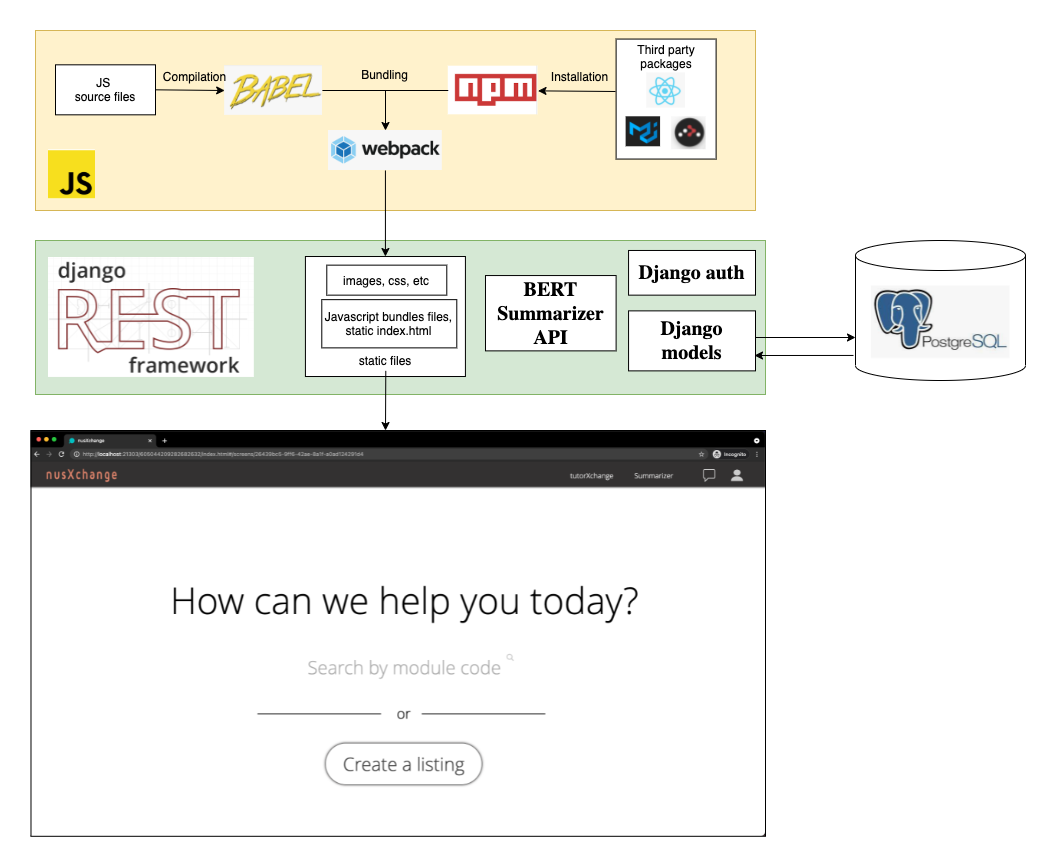 JS
source files
Compilation
BABEL
Bundling
npm
Installation
Third party
packages
webpack
JS
django
REST
framework
images, css, etc
Javascript bundles files,
static index.html
static files
BERT
Summarizer
API
Django auth
Django
models
PostgreSQL
nusXchange
Incognito
nusXchange
tutorXchange
Summarizer
How can we help you today?
Search by module code
or
Create a listing